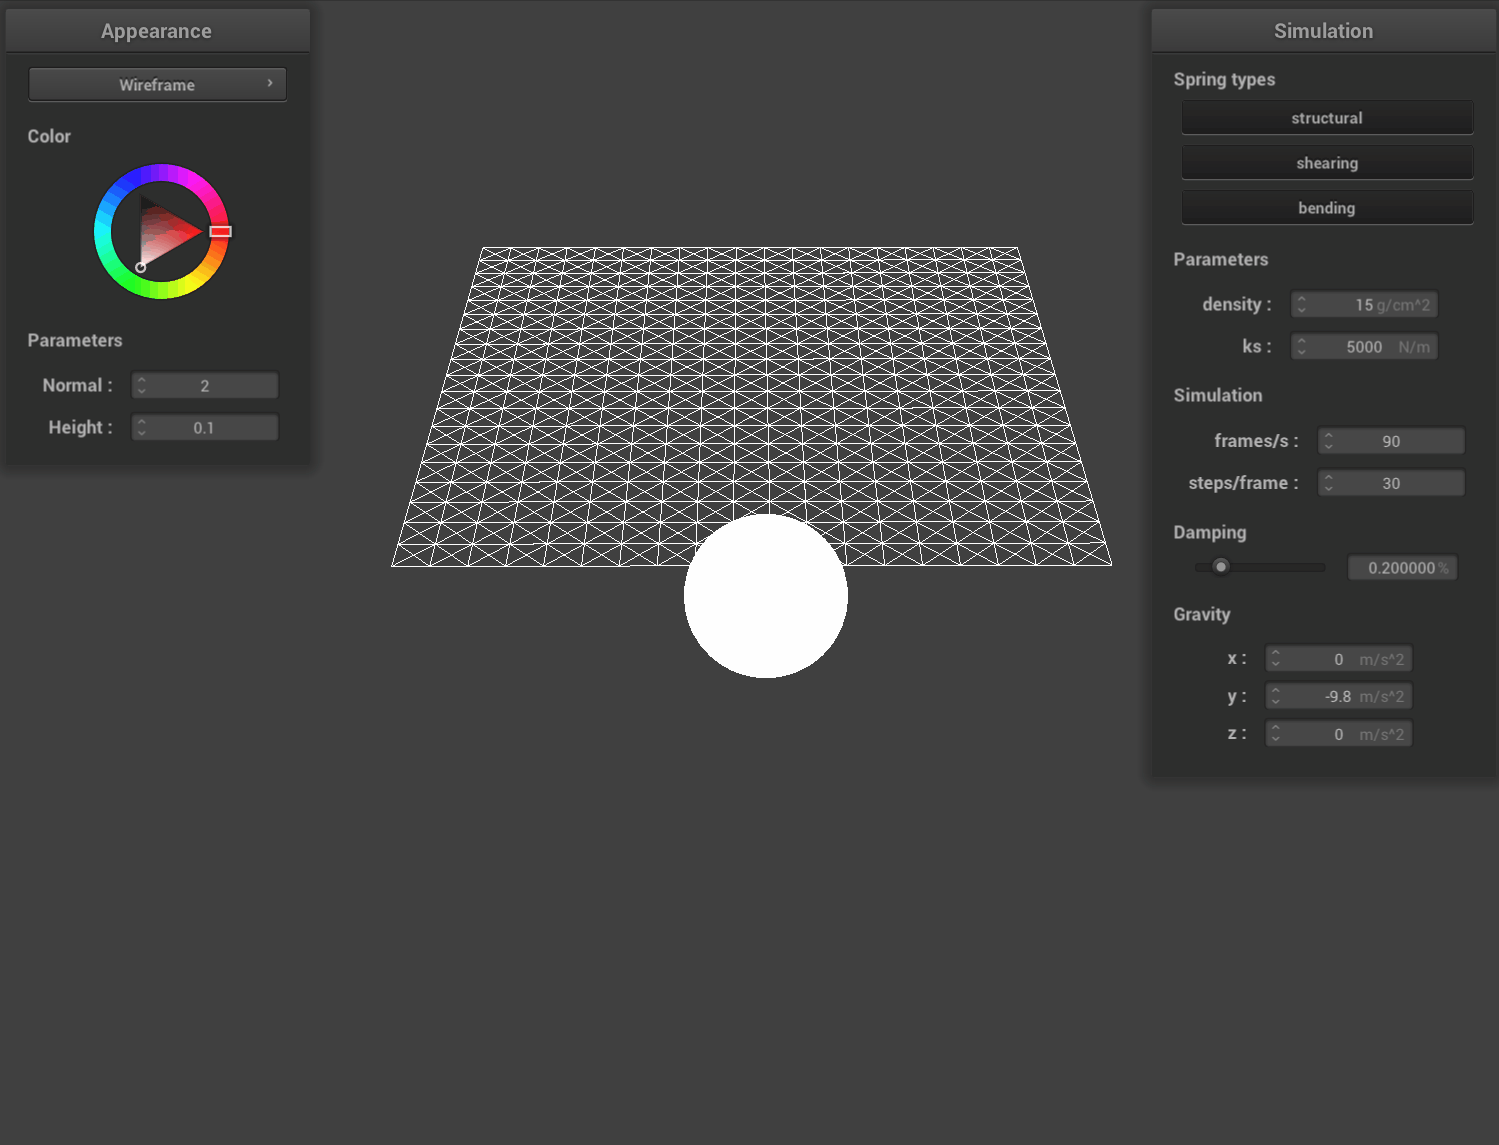 Appearance
Wireframe
Color
Parameters
Normal : 2
Height : 0.1
Simulation
Spring types
structural
shearing
bending
Parameters
density : 15 g/cm^2
ks : 5000 N/m
Simulation
frames/s : 90
steps/frame : 30
Damping
0.200000 %
Gravity
x : 0 m/s^2
y : -9.8 m/s^2
z : 0 m/s^2